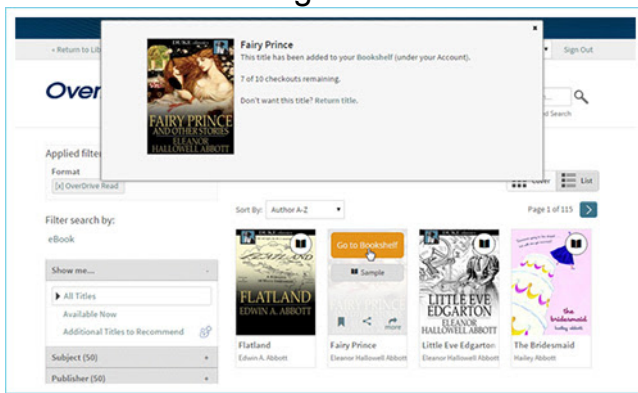 Fairy Prince
This title has been added to your Bookshelf (under your Account).
7 of 10 checkouts remaining.
Don't want this title? Return title.
DUKE classics
FAIRY PRINCE
AND OTHER STORIES
ELEANOR
HALLOWELL ABBOTT
« Return to Lib
Sign Out
Over
d Search
Applied filte
Format
[x] OverDrive Read
Cover
List
Filter search by:
Sort By: Author A-Z
Page 1 of 115
eBook
Show me... -
All Titles
Available Now
Additional Titles to Recommend
Subject (50) +
Publisher (50) +
FLATLAND
EDWIN A. ABBOTT
Flatland
Edwin A. Abbott
Go to Bookshelf
Sample
more
Fairy Prince
Eleanor Hallowell Abbott
LITTLE EVE
EDGARTON
ELEANOR
HALLOWELL ABBOTT
Little Eve Edgarton
Eleanor Hallowell Abbott
the
bridesmaid
hailey abbott
The Bridesmaid
Hailey Abbott